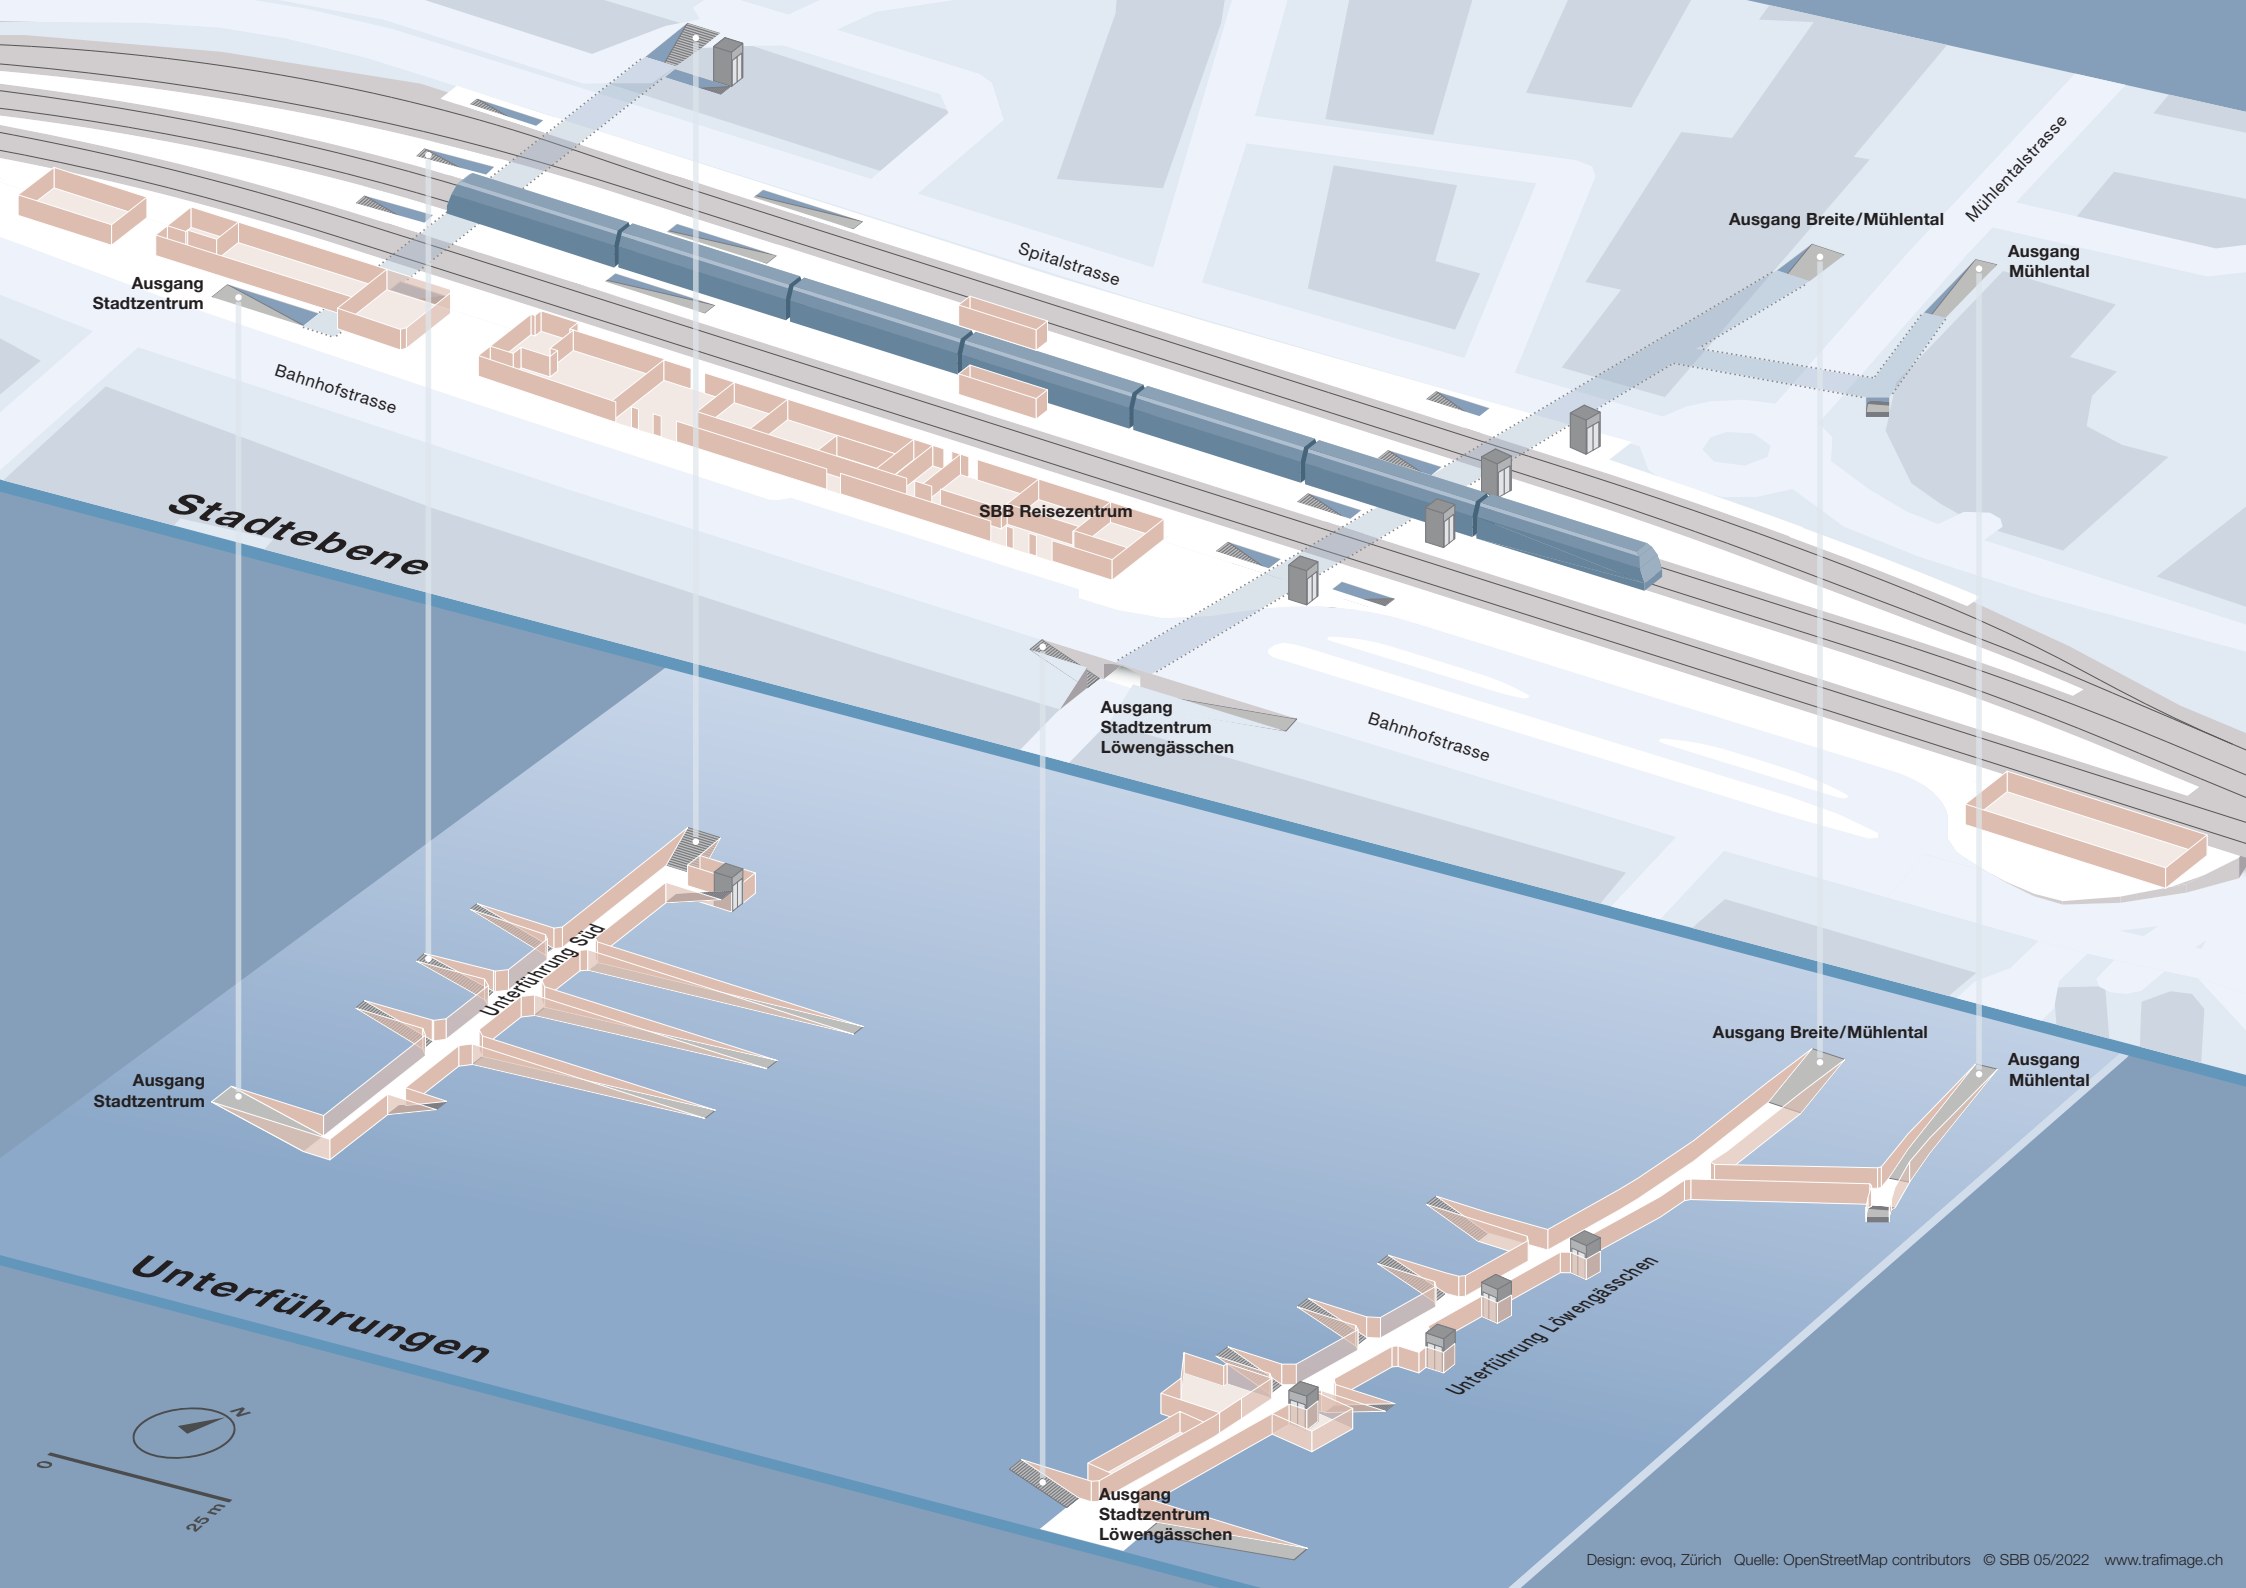 Mühlentalstrasse
Ausgang Breite/Mühlental
Ausgang
Mühlental
Spitalstrasse
Ausgang
Stadtzentrum
Bahnhofstrasse
SBB Reisezentrum
Stadtebene
Ausgang
Stadtzentrum
Löwengässchen
Bahnhofstrasse
Unterführung Süd
Ausgang Breite/Mühlental
Ausgang
Mühlental
Ausgang
Stadtzentrum
Unterführungen
Unterführung Löwengässchen
N
0
25 m
Ausgang
Stadtzentrum
Löwengässchen
Design: evoq, Zürich Quelle: OpenStreetMap contributors © SBB 05/2022 www.trafimage.ch